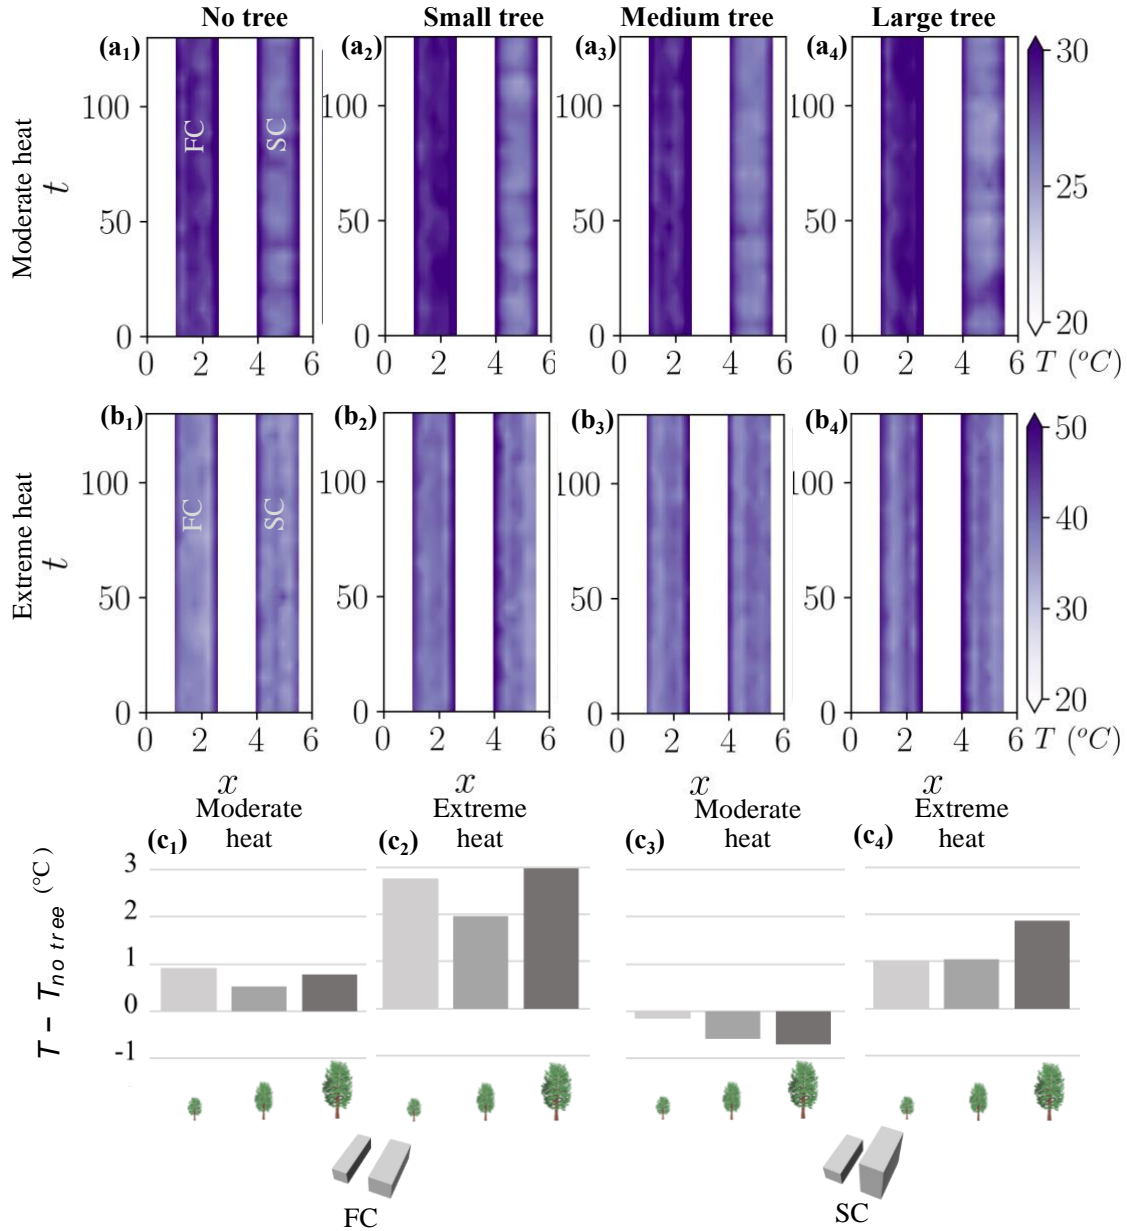 No tree Small tree Medium tree Large tree
(a₁) (a₂) (a₃) (a₄)
Moderate heat
t
100 100 100 100
50 50 50 50
0 0 0 0
FC SC
30
25
20
0 2 4 6 0 2 4 6 0 2 4 6 0 2 4 6 T (°C)
(b₁) (b₂) (b₃) (b₄)
Extreme heat
t
100 100 100 100
50 50 50 50
0 0 0 0
FC SC
50
40
30
20
0 2 4 6 0 2 4 6 0 2 4 6 0 2 4 6 T (°C)
x x x x
Moderate Extreme Moderate Extreme
(c₁) heat (c₂) heat (c₃) heat (c₄) heat
T − T no tree (°C)
3
2
1
0
-1
FC SC